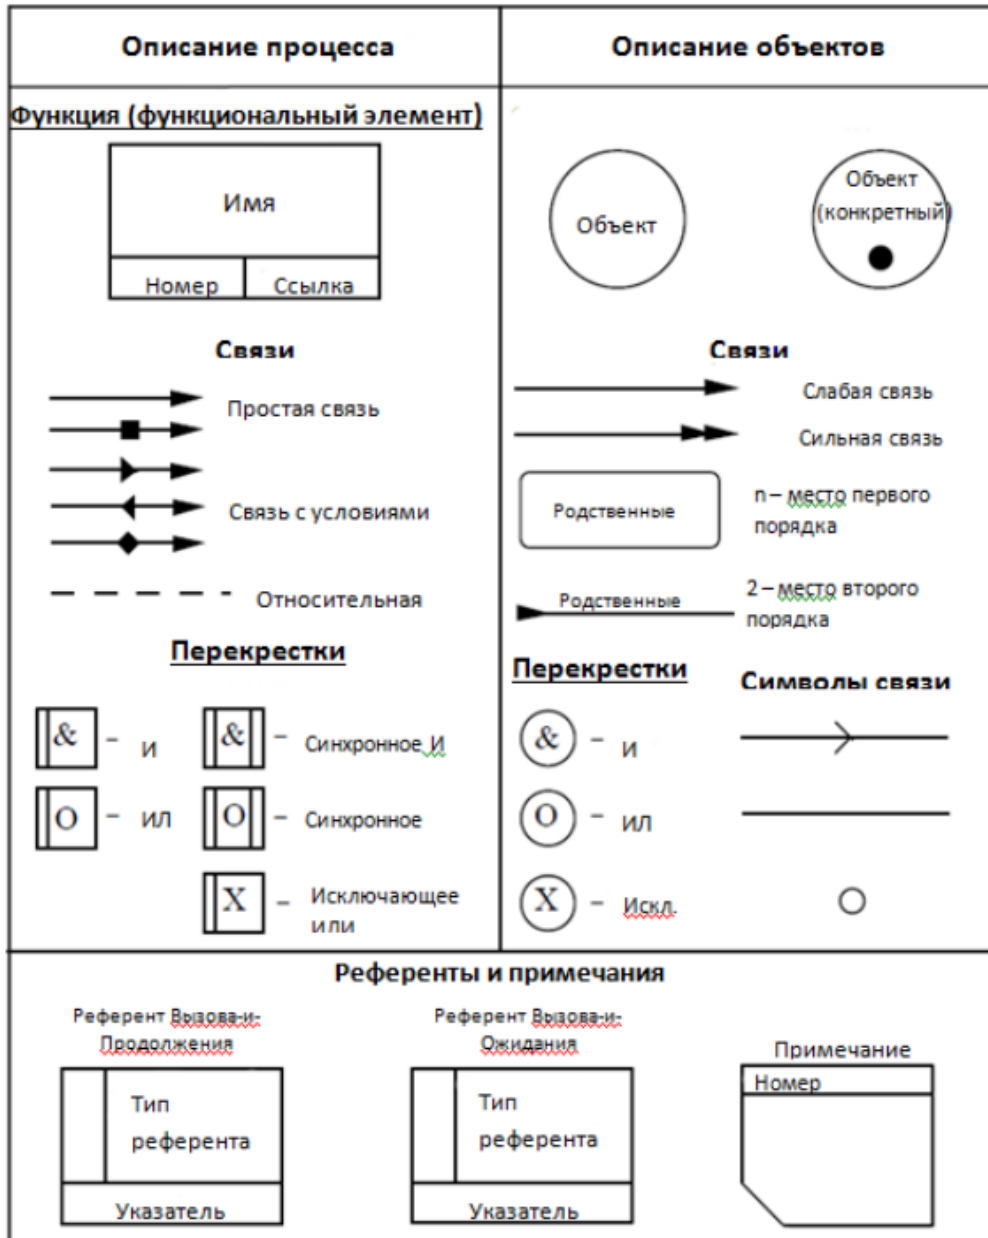 Описание процесса
Описание объектов
Функция (функциональный элемент)
Имя
Номер
Ссылка
Объект
Объект
(конкретный)
Связи
Простая связь
Связь с условиями
Относительная
Связи
Слабая связь
Сильная связь
Родственные
n – место первого
порядка
Родственные
2 – место второго
порядка
Перекрестки
& – и
& – Синхронное И
O – ил
O – Синхронное
X – Исключающее
или
Перекрестки
Символы связи
& – и
O – ил
X – Искл.
Референты и примечания
Референт Вызова-и-
Продолжения
Тип
референта
Указатель
Референт Вызова-и-
Ожидания
Тип
референта
Указатель
Примечание
Номер